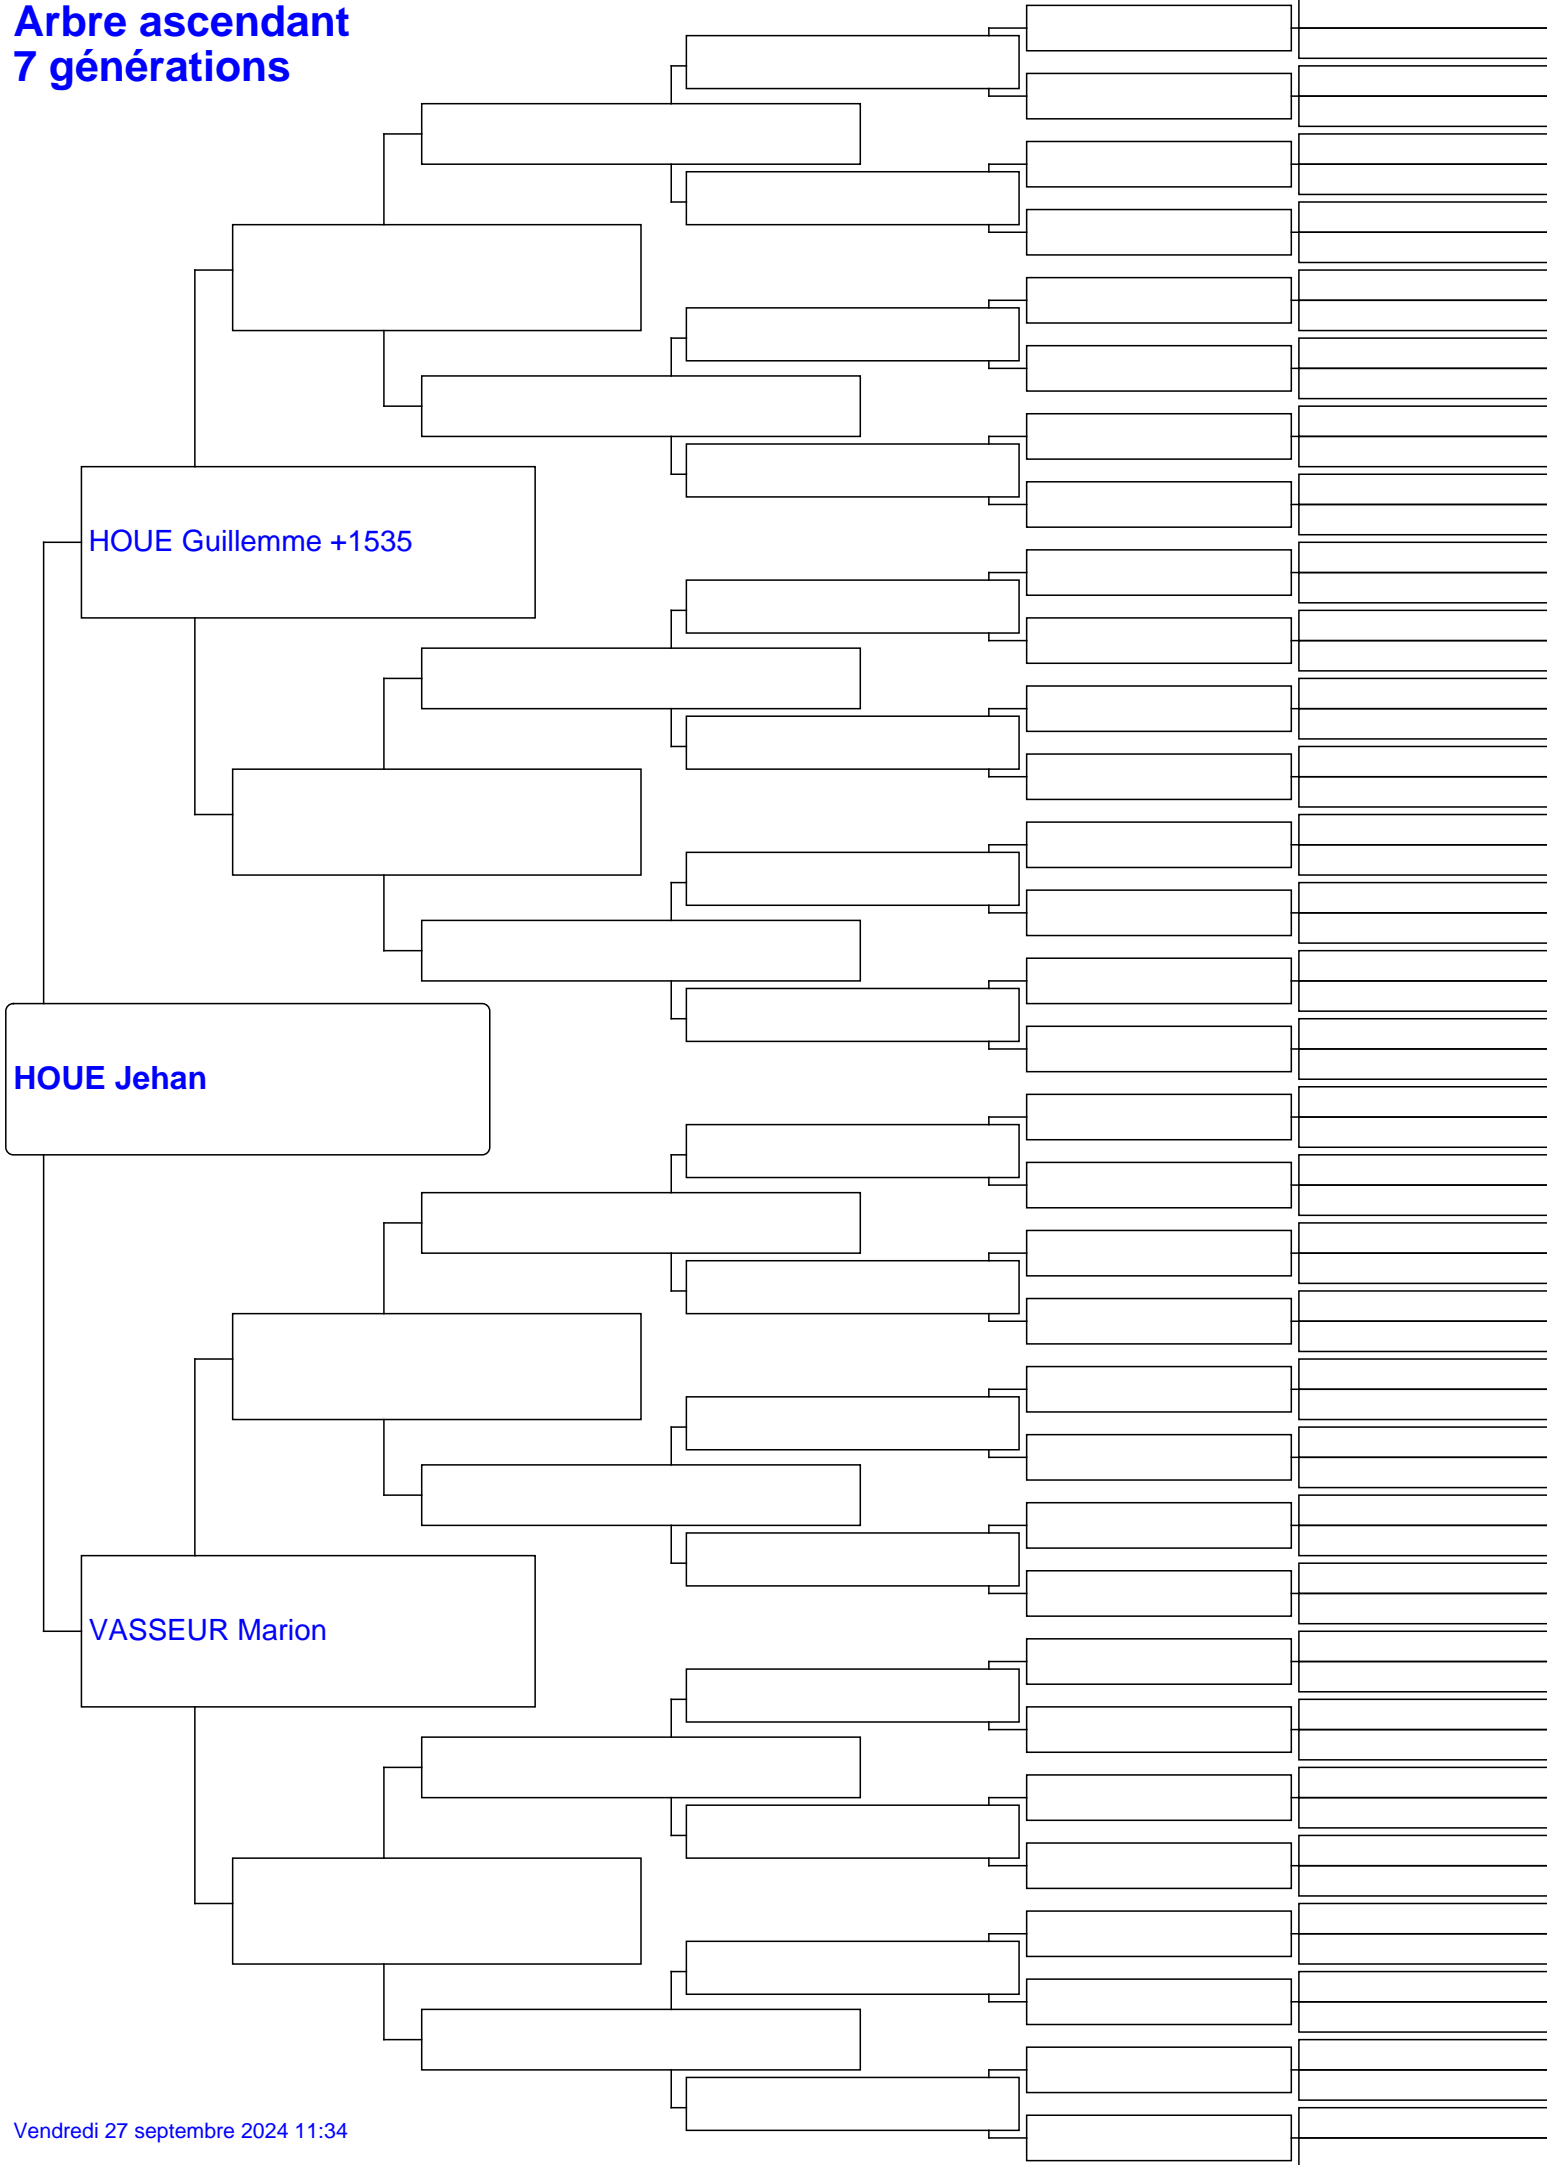 Arbre ascendant
7 générations
HOUE Guillemme +1535
HOUE Jehan
VASSEUR Marion
Vendredi 27 septembre 2024 11:34